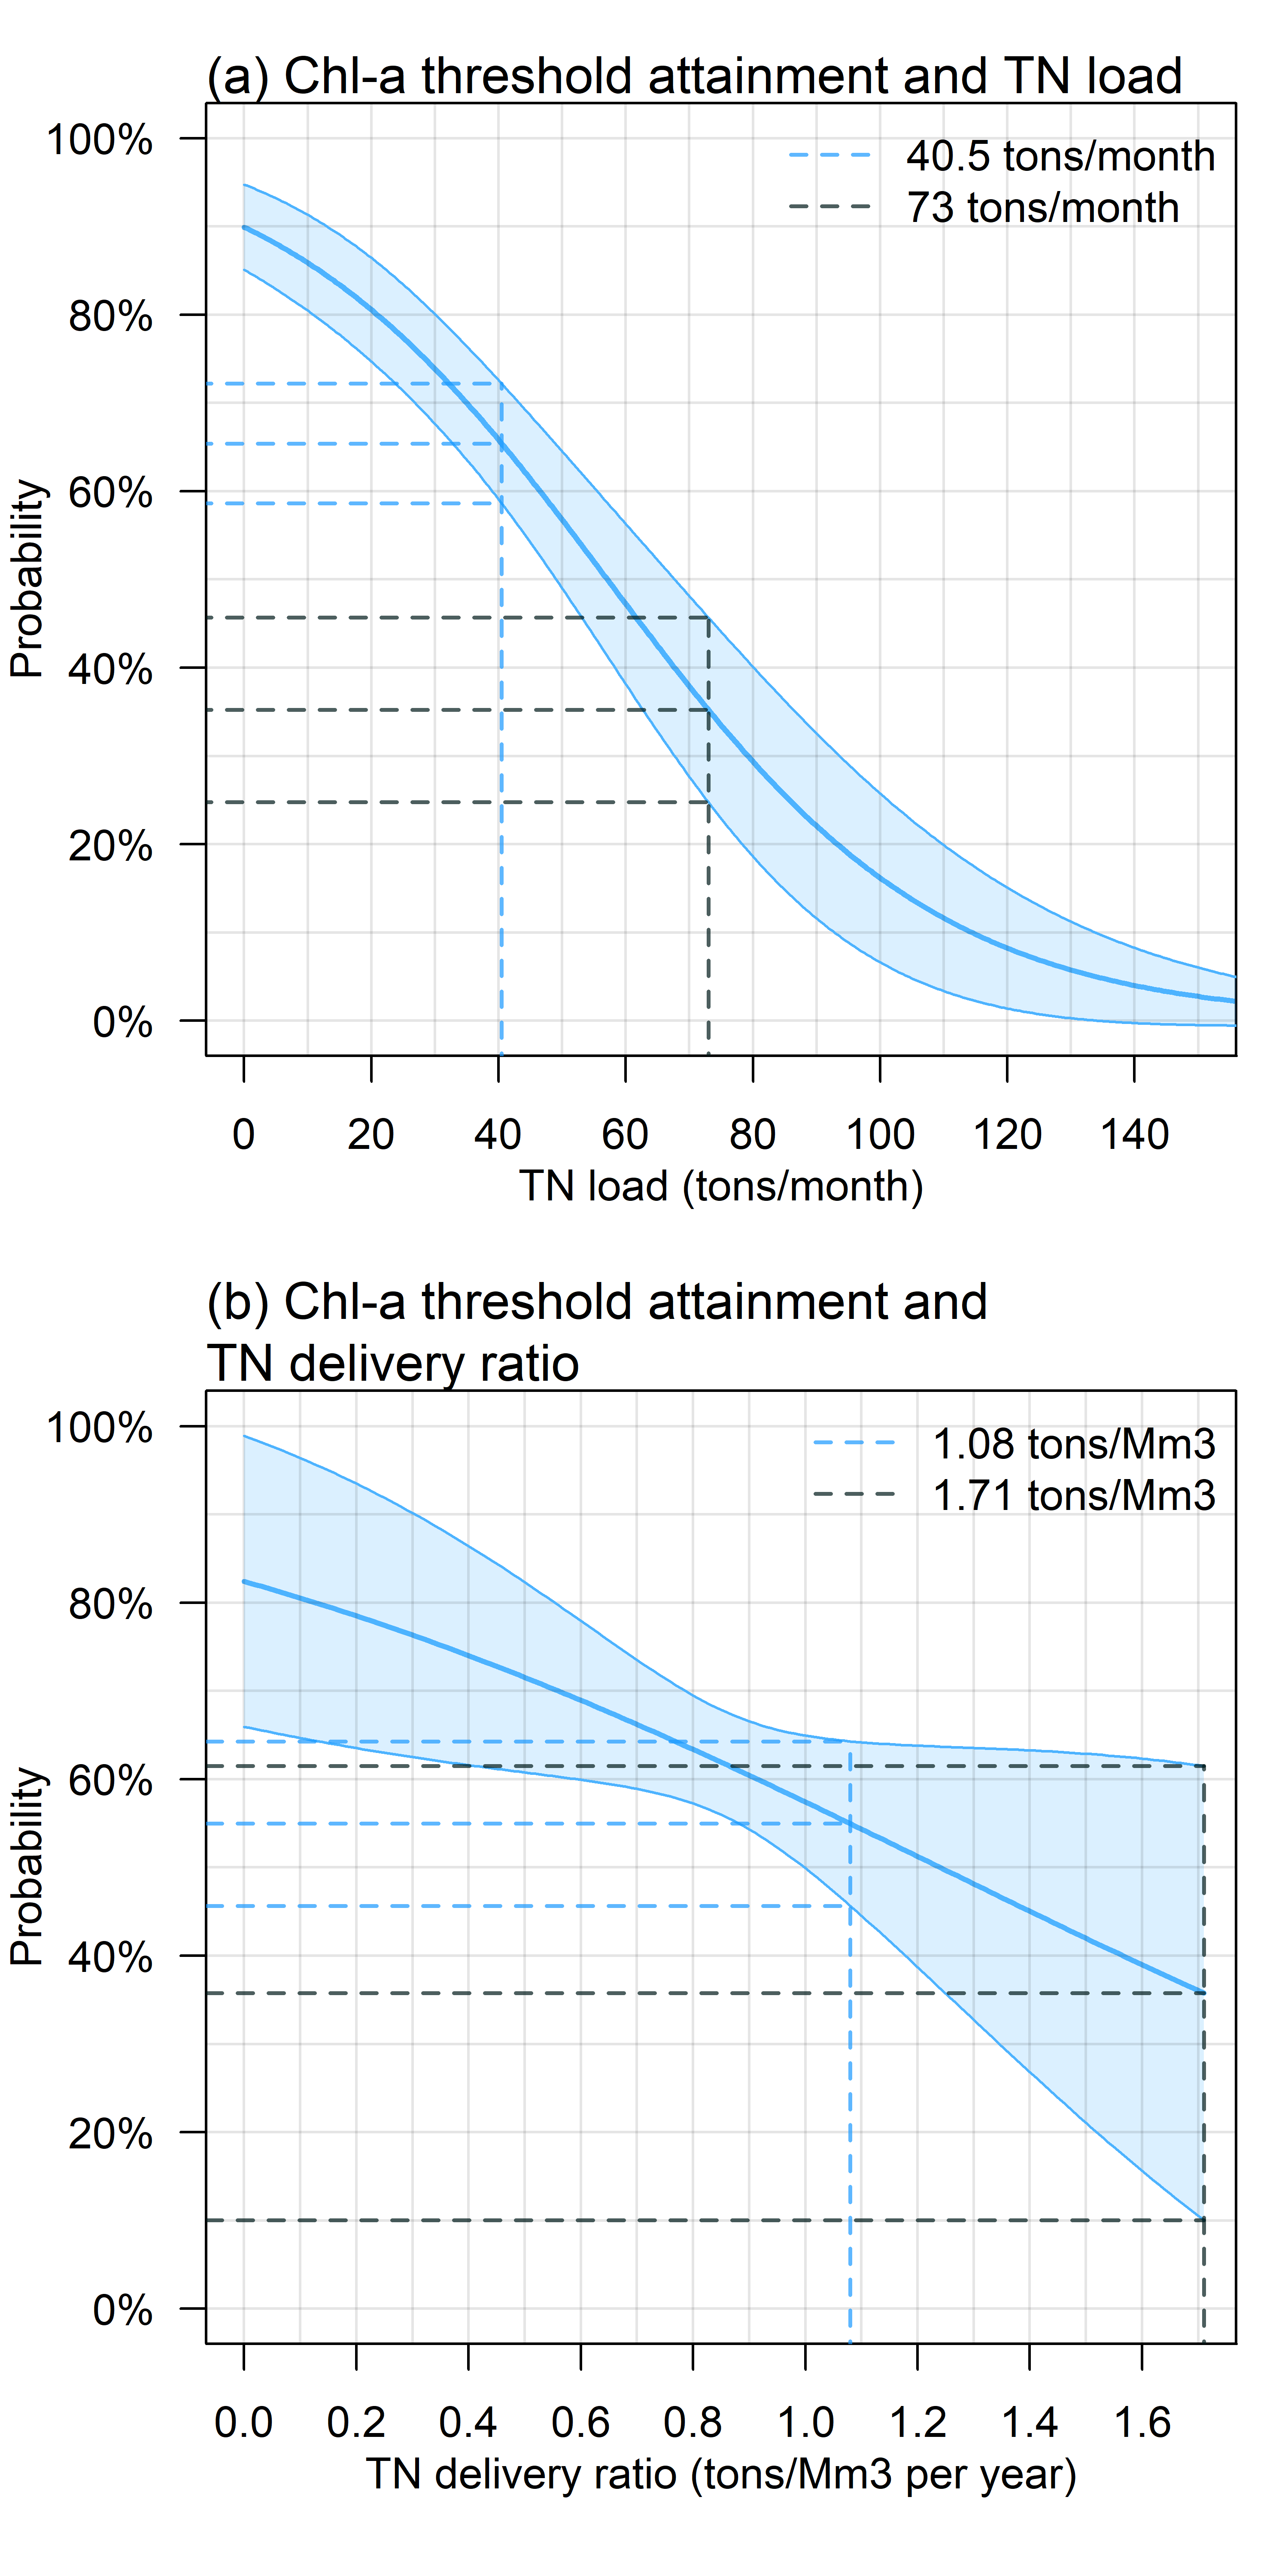 (a) Chl-a threshold attainment and TN load
100%
80%
60%
40%
20%
0%
Probability
40.5 tons/month
73 tons/month
0 20 40 60 80 100 120 140
TN load (tons/month)
(b) Chl-a threshold attainment and
TN delivery ratio
100%
80%
60%
40%
20%
0%
Probability
1.08 tons/Mm3
1.71 tons/Mm3
0.0 0.2 0.4 0.6 0.8 1.0 1.2 1.4 1.6
TN delivery ratio (tons/Mm3 per year)